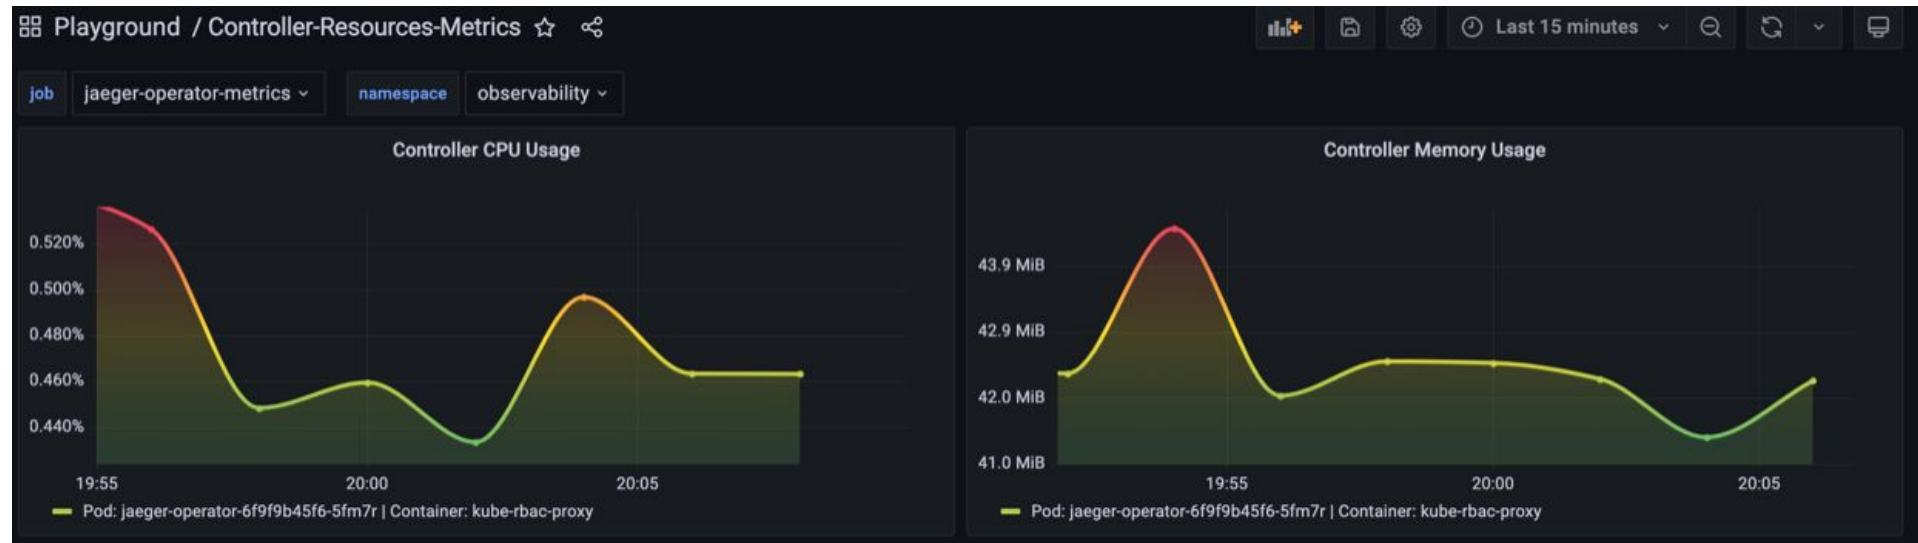 Playground / Controller-Resources-Metrics
Last 15 minutes
job jaeger-operator-metrics namespace observability
Controller CPU Usage
0.520%
0.500%
0.480%
0.460%
0.440%
19:55 20:00 20:05
Pod: jaeger-operator-6f9f9b45f6-5fm7r | Container: kube-rbac-proxy
Controller Memory Usage
43.9 MiB
42.9 MiB
42.0 MiB
41.0 MiB
19:55 20:00 20:05
Pod: jaeger-operator-6f9f9b45f6-5fm7r | Container: kube-rbac-proxy